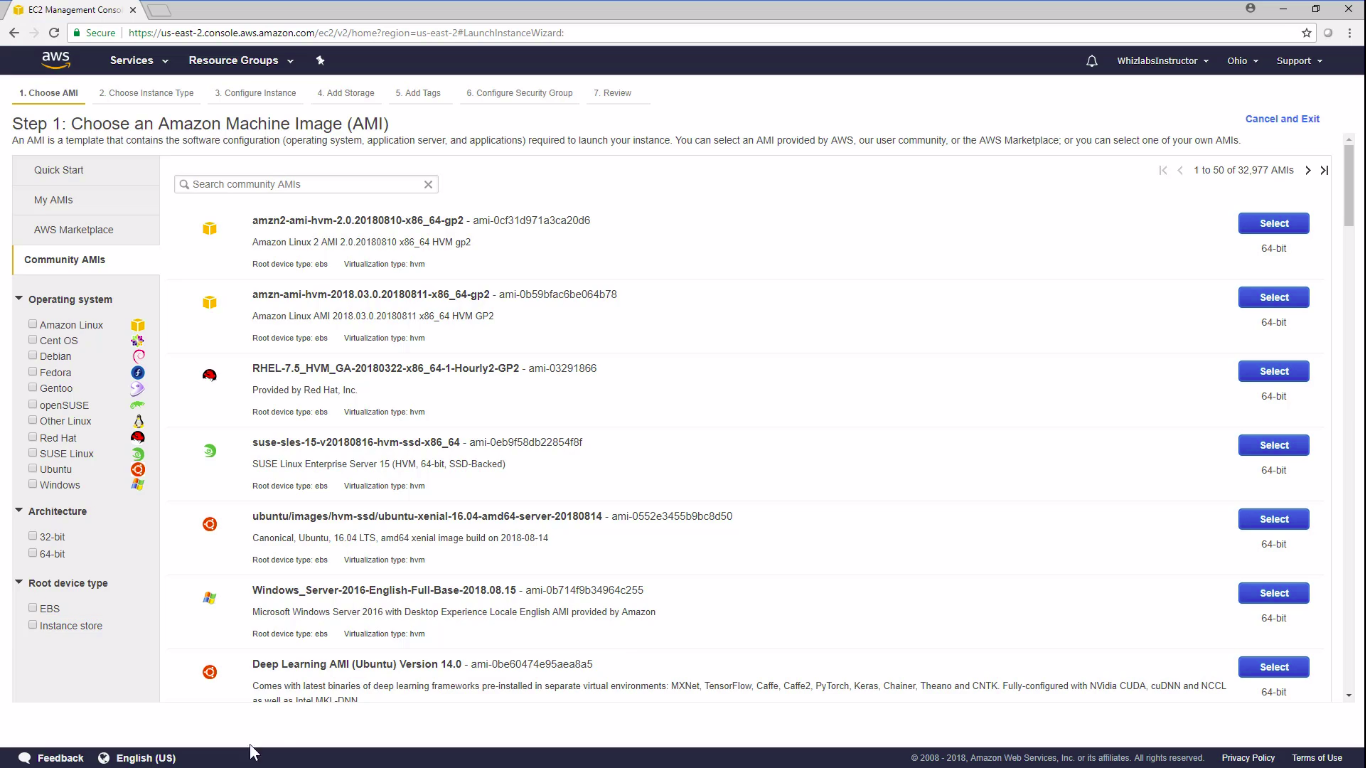 EC2 Management Conso
Secure https://us-east-2.console.aws.amazon.com/ec2/v2/home?region=us-east-2#LaunchInstanceWizard:
aws Services Resource Groups WhizlabsInstructor Ohio Support
1. Choose AMI 2. Choose Instance Type 3. Configure Instance 4. Add Storage 5. Add Tags 6. Configure Security Group 7. Review
Step 1: Choose an Amazon Machine Image (AMI)
Cancel and Exit
An AMI is a template that contains the software configuration (operating system, application server, and applications) required to launch your instance. You can select an AMI provided by AWS, our user community, or the AWS Marketplace; or you can select one of your own AMIs.
Quick Start
My AMIs
AWS Marketplace
Community AMIs
Operating system
Amazon Linux
Cent OS
Debian
Fedora
Gentoo
openSUSE
Other Linux
Red Hat
SUSE Linux
Ubuntu
Windows
Architecture
32-bit
64-bit
Root device type
EBS
Instance store
Search community AMIs
1 to 50 of 32,977 AMIs
amzn2-ami-hvm-2.0.20180810-x86_64-gp2 - ami-0cf31d971a3ca20d6
Select
Amazon Linux 2 AMI 2.0.20180810 x86_64 HVM gp2
64-bit
Root device type: ebs Virtualization type: hvm
amzn-ami-hvm-2018.03.0.20180811-x86_64-gp2 - ami-0b59bfac6be064b78
Select
Amazon Linux AMI 2018.03.0.20180811 x86_64 HVM GP2
64-bit
Root device type: ebs Virtualization type: hvm
RHEL-7.5_HVM_GA-20180322-x86_64-1-Hourly2-GP2 - ami-03291866
Select
Provided by Red Hat, Inc.
64-bit
Root device type: ebs Virtualization type: hvm
suse-sles-15-v20180816-hvm-ssd-x86_64 - ami-0eb9f58db22854f8f
Select
SUSE Linux Enterprise Server 15 (HVM, 64-bit, SSD-Backed)
64-bit
Root device type: ebs Virtualization type: hvm
ubuntu/images/hvm-ssd/ubuntu-xenial-16.04-amd64-server-20180814 - ami-0552e3455b9bc8d50
Select
Canonical, Ubuntu, 16.04 LTS, amd64 xenial image build on 2018-08-14
64-bit
Root device type: ebs Virtualization type: hvm
Windows_Server-2016-English-Full-Base-2018.08.15 - ami-0b714f9b34964c255
Select
Microsoft Windows Server 2016 with Desktop Experience Locale English AMI provided by Amazon
64-bit
Root device type: ebs Virtualization type: hvm
Deep Learning AMI (Ubuntu) Version 14.0 - ami-0be60474e95aea8a5
Select
Comes with latest binaries of deep learning frameworks pre-installed in separate virtual environments: MXNet, TensorFlow, Caffe, Caffe2, PyTorch, Keras, Chainer, Theano and CNTK. Fully-configured with NVidia CUDA, cuDNN and NCCL
64-bit
as well as Intel MKL-DNN
Feedback English (US) © 2008 - 2018, Amazon Web Services, Inc. or its affiliates. All rights reserved. Privacy Policy Terms of Use